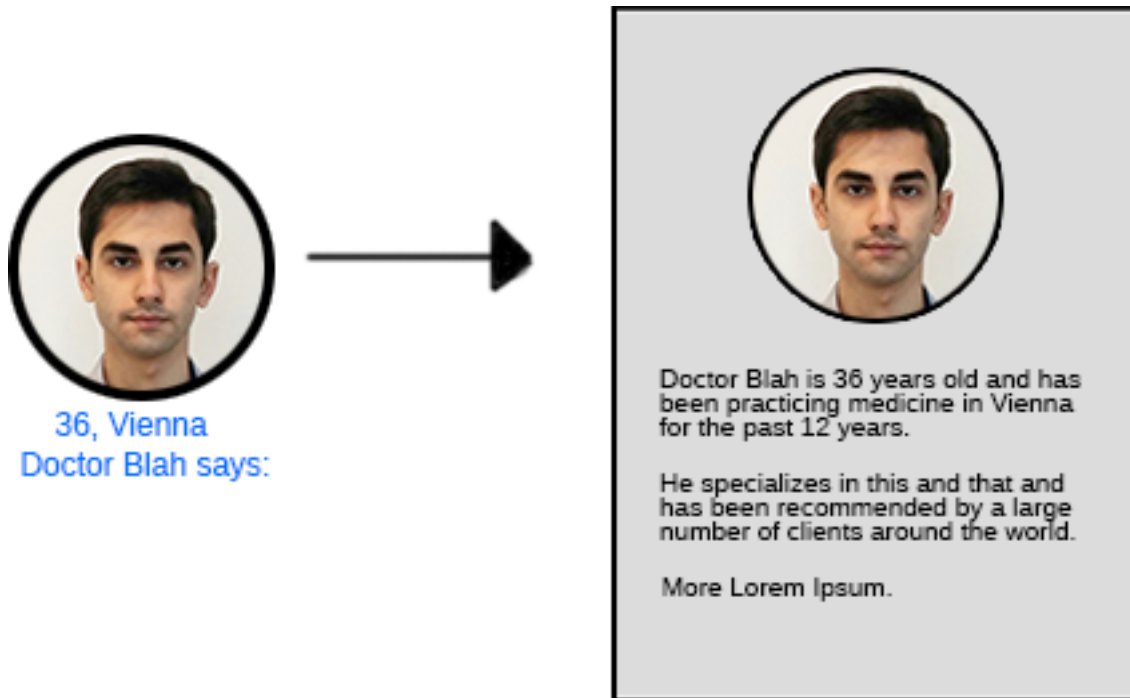 36, Vienna
Doctor Blah says:
Doctor Blah is 36 years old and has
been practicing medicine in Vienna
for the past 12 years.
He specializes in this and that and
has been recommended by a large
number of clients around the world.
More Lorem Ipsum.